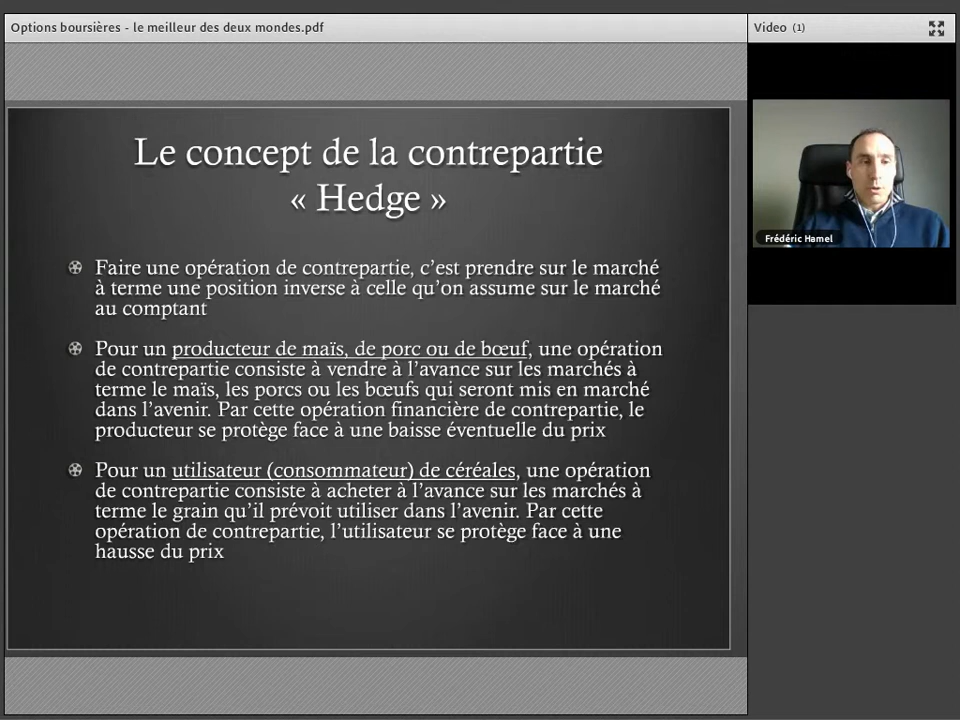 Options boursières - le meilleur des deux mondes.pdf
Video (1)
Le concept de la contrepartie
« Hedge »
Faire une opération de contrepartie, c’est prendre sur le marché
à terme une position inverse à celle qu’on assume sur le marché
au comptant
Pour un producteur de maïs, de porc ou de bœuf, une opération
de contrepartie consiste à vendre à l’avance sur les marchés à
terme le maïs, les porcs ou les bœufs qui seront mis en marché
dans l’avenir. Par cette opération financière de contrepartie, le
producteur se protège face à une baisse éventuelle du prix
Pour un utilisateur (consommateur) de céréales, une opération
de contrepartie consiste à acheter à l’avance sur les marchés à
terme le grain qu’il prévoit utiliser dans l’avenir. Par cette
opération de contrepartie, l’utilisateur se protège face à une
hausse du prix
Frédéric Hamel